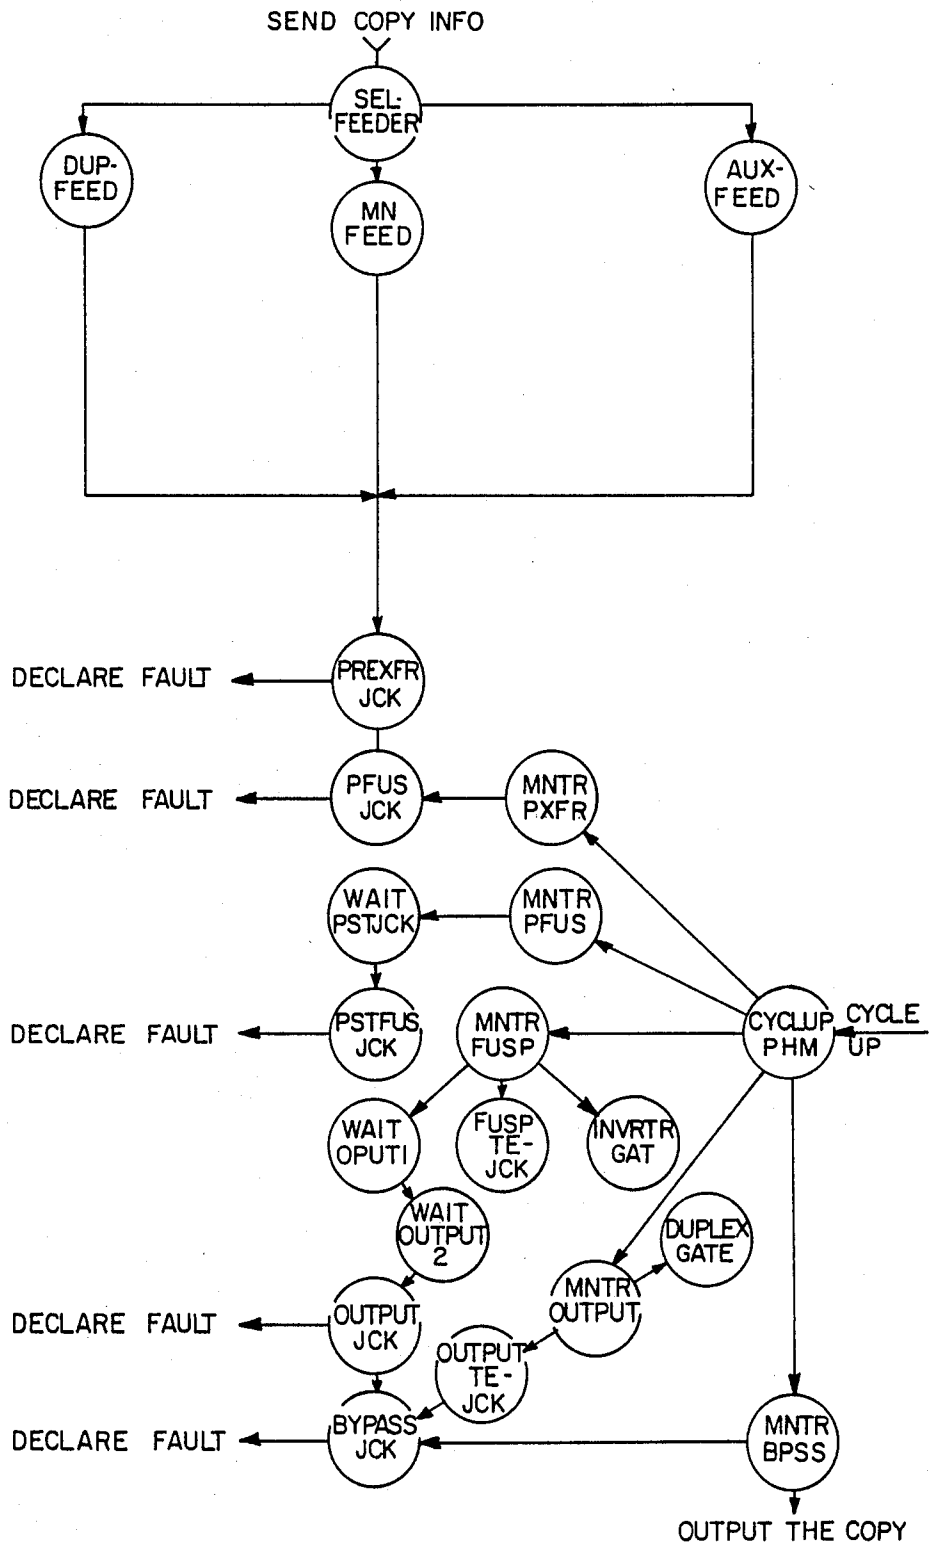 SEND COPY INFO
SEL-
FEEDER
DUP-
FEED
MN
FEED
AUX-
FEED
DECLARE FAULT
PREXFR
JCK
DECLARE FAULT
PFUS
JCK
MNTR
PXFR
WAIT
PSTJCK
MNTR
PFUS
DECLARE FAULT
PSTFUS
JCK
MNTR
FUSP
CYCLUP
PHM
CYCLE
UP
WAIT
OPUT1
FUSP
TE-
JCK
INVRTR
GAT
WAIT
OUTPUT
2
DUPLEX
GATE
DECLARE FAULT
OUTPUT
JCK
MNTR
OUTPUT
OUTPUT
TE-
JCK
DECLARE FAULT
BYPASS
JCK
MNTR
BPSS
OUTPUT THE COPY